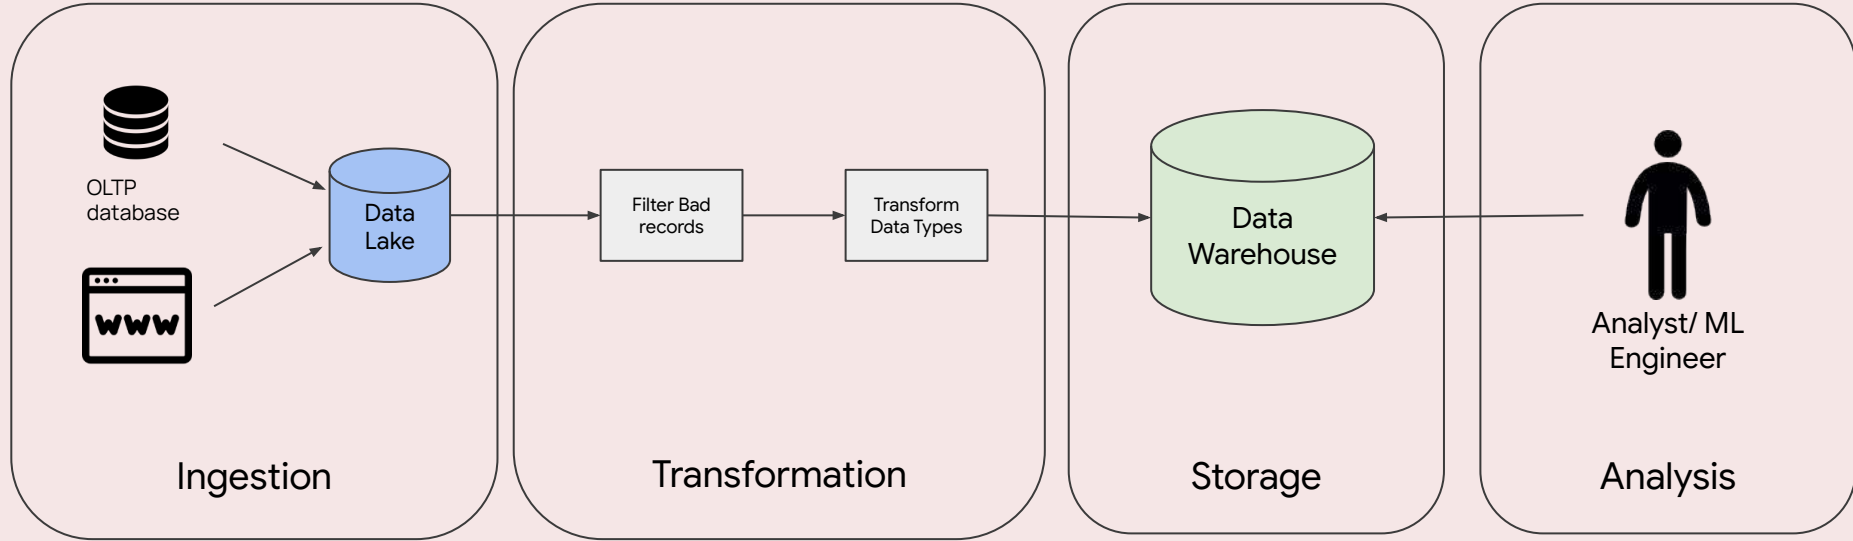 OLTP
database
www
Data
Lake
Ingestion
Filter Bad
records
Transform
Data Types
Transformation
Data
Warehouse
Storage
Analyst/ ML
Engineer
Analysis